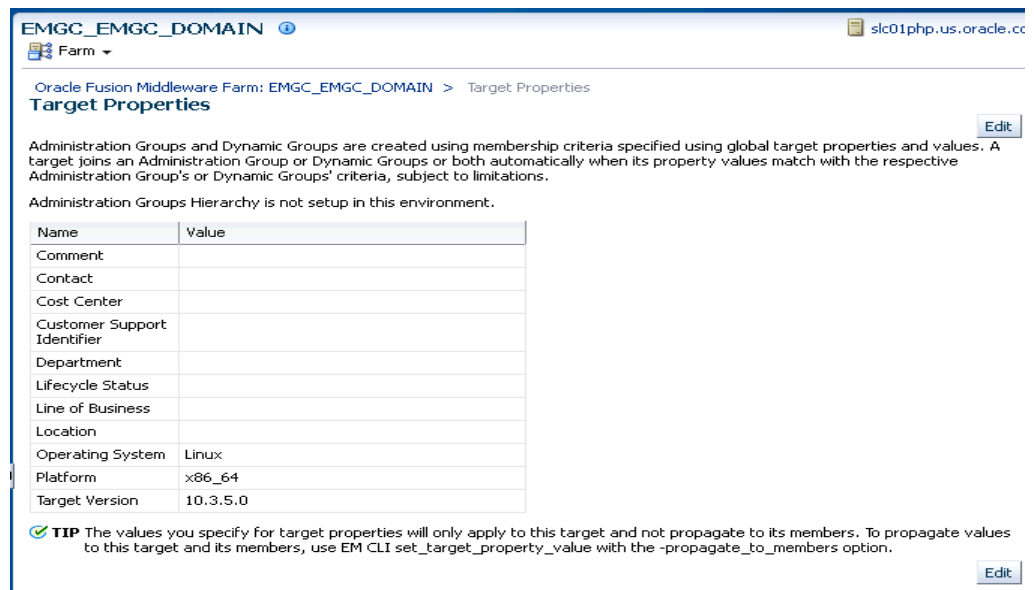 EMGC_EMGC_DOMAIN
slc01php.us.oracle.co
Farm
Oracle Fusion Middleware Farm: EMGC_EMGC_DOMAIN > Target Properties
Target Properties
Edit
Administration Groups and Dynamic Groups are created using membership criteria specified using global target properties and values. A
target joins an Administration Group or Dynamic Groups or both automatically when its property values match with the respective
Administration Group's or Dynamic Groups' criteria, subject to limitations.
Administration Groups Hierarchy is not setup in this environment.
Name Value
Comment
Contact
Cost Center
Customer Support
Identifier
Department
Lifecycle Status
Line of Business
Location
Operating System Linux
Platform x86_64
Target Version 10.3.5.0
TIP The values you specify for target properties will only apply to this target and not propagate to its members. To propagate values
to this target and its members, use EM CLI set_target_property_value with the -propagate_to_members option.
Edit